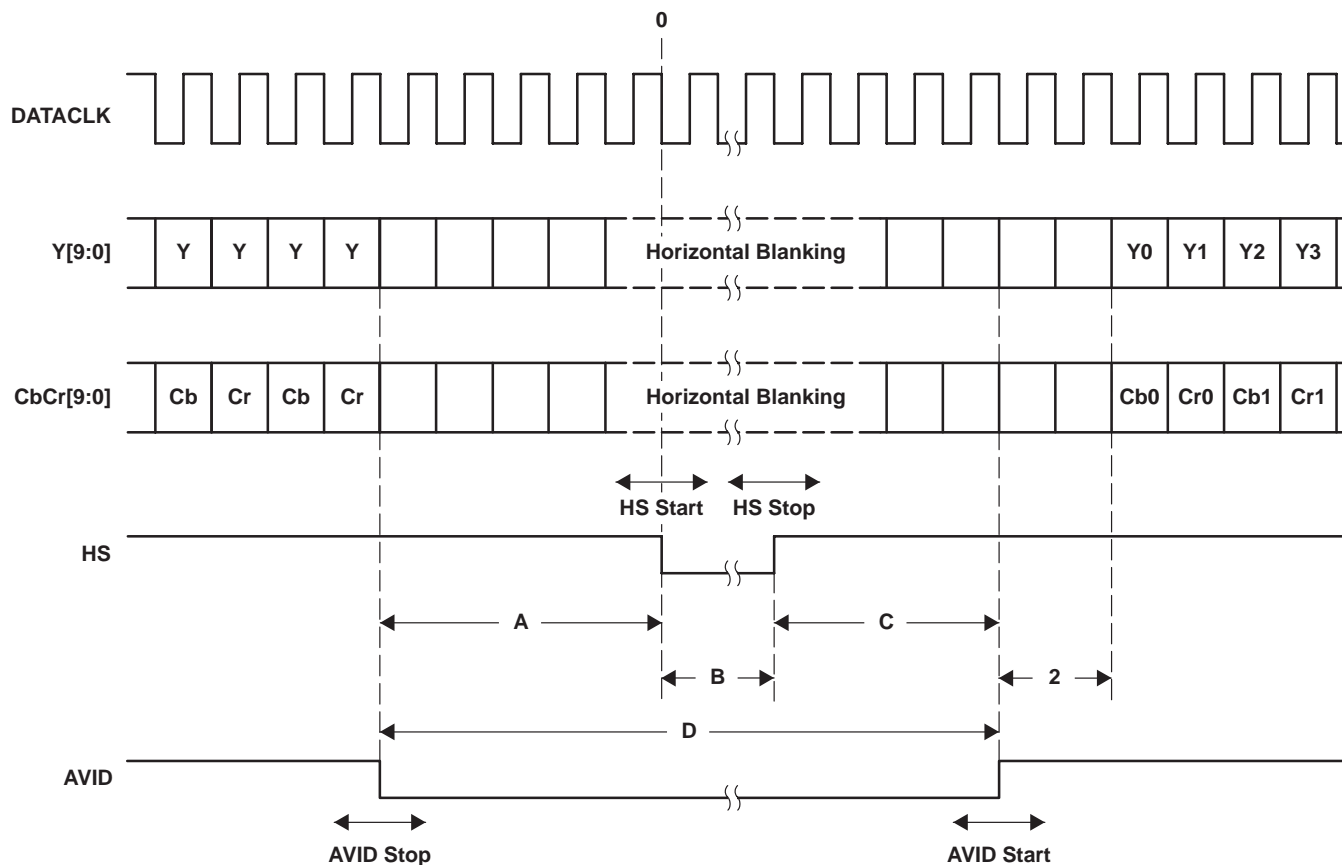 0
DATACLK
Y[9:0] Y Y Y Y Horizontal Blanking Y0 Y1 Y2 Y3
CbCr[9:0] Cb Cr Cb Cr Horizontal Blanking Cb0 Cr0 Cb1 Cr1
HS Start HS Stop
HS
A C
B 2
D
AVID
AVID Stop AVID Start